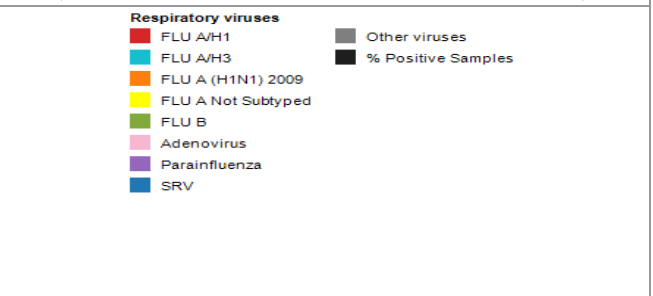 Respiratory viruses
FLU A/H1
FLU A/H3
FLU A (H1N1) 2009
FLU A Not Subtyped
FLU B
Adenovirus
Parainfluenza
SRV
Other viruses
% Positive Samples